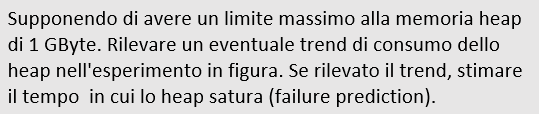 Supponendo di avere un limite massimo alla memoria heap
di 1 GByte. Rilevare un eventuale trend di consumo dello
heap nell'esperimento in figura. Se rilevato il trend, stimare
il tempo  in cui lo heap satura (failure prediction).